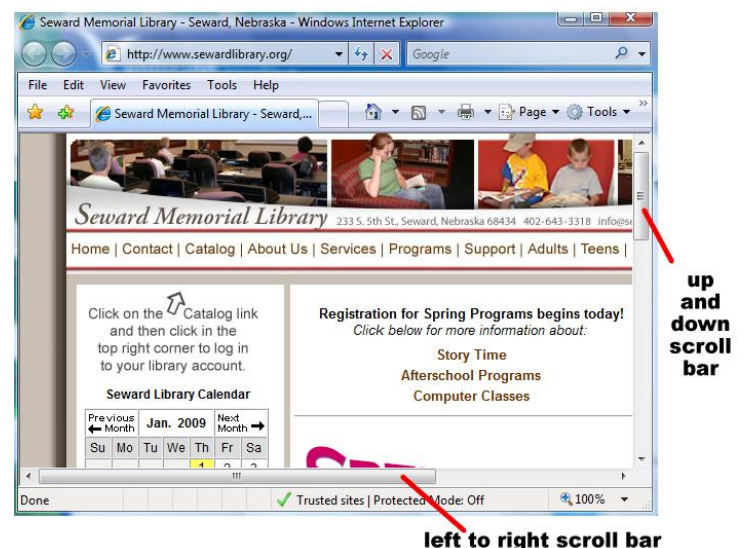 Seward Memorial Library - Seward, Nebraska - Windows Internet Explorer
http://www.sewardlibrary.org/
Google
File Edit View Favorites Tools Help
Seward Memorial Library - Seward,...
Page
Tools
Seward Memorial Library
233 S. 5th St., Seward, Nebraska 68434 402-643-3318 info@se
Home | Contact | Catalog | About Us | Services | Programs | Support | Adults | Teens |
Click on the Catalog link
and then click in the
top right corner to log in
to your library account.
Seward Library Calendar
Previous Month Jan. 2009 Next Month
Su Mo Tu We Th Fr Sa
1 2 3
Registration for Spring Programs begins today!
Click below for more information about:
Story Time
Afterschool Programs
Computer Classes
up
and
down
scroll
bar
Done
Trusted sites | Protected Mode: Off
100%
left to right scroll bar